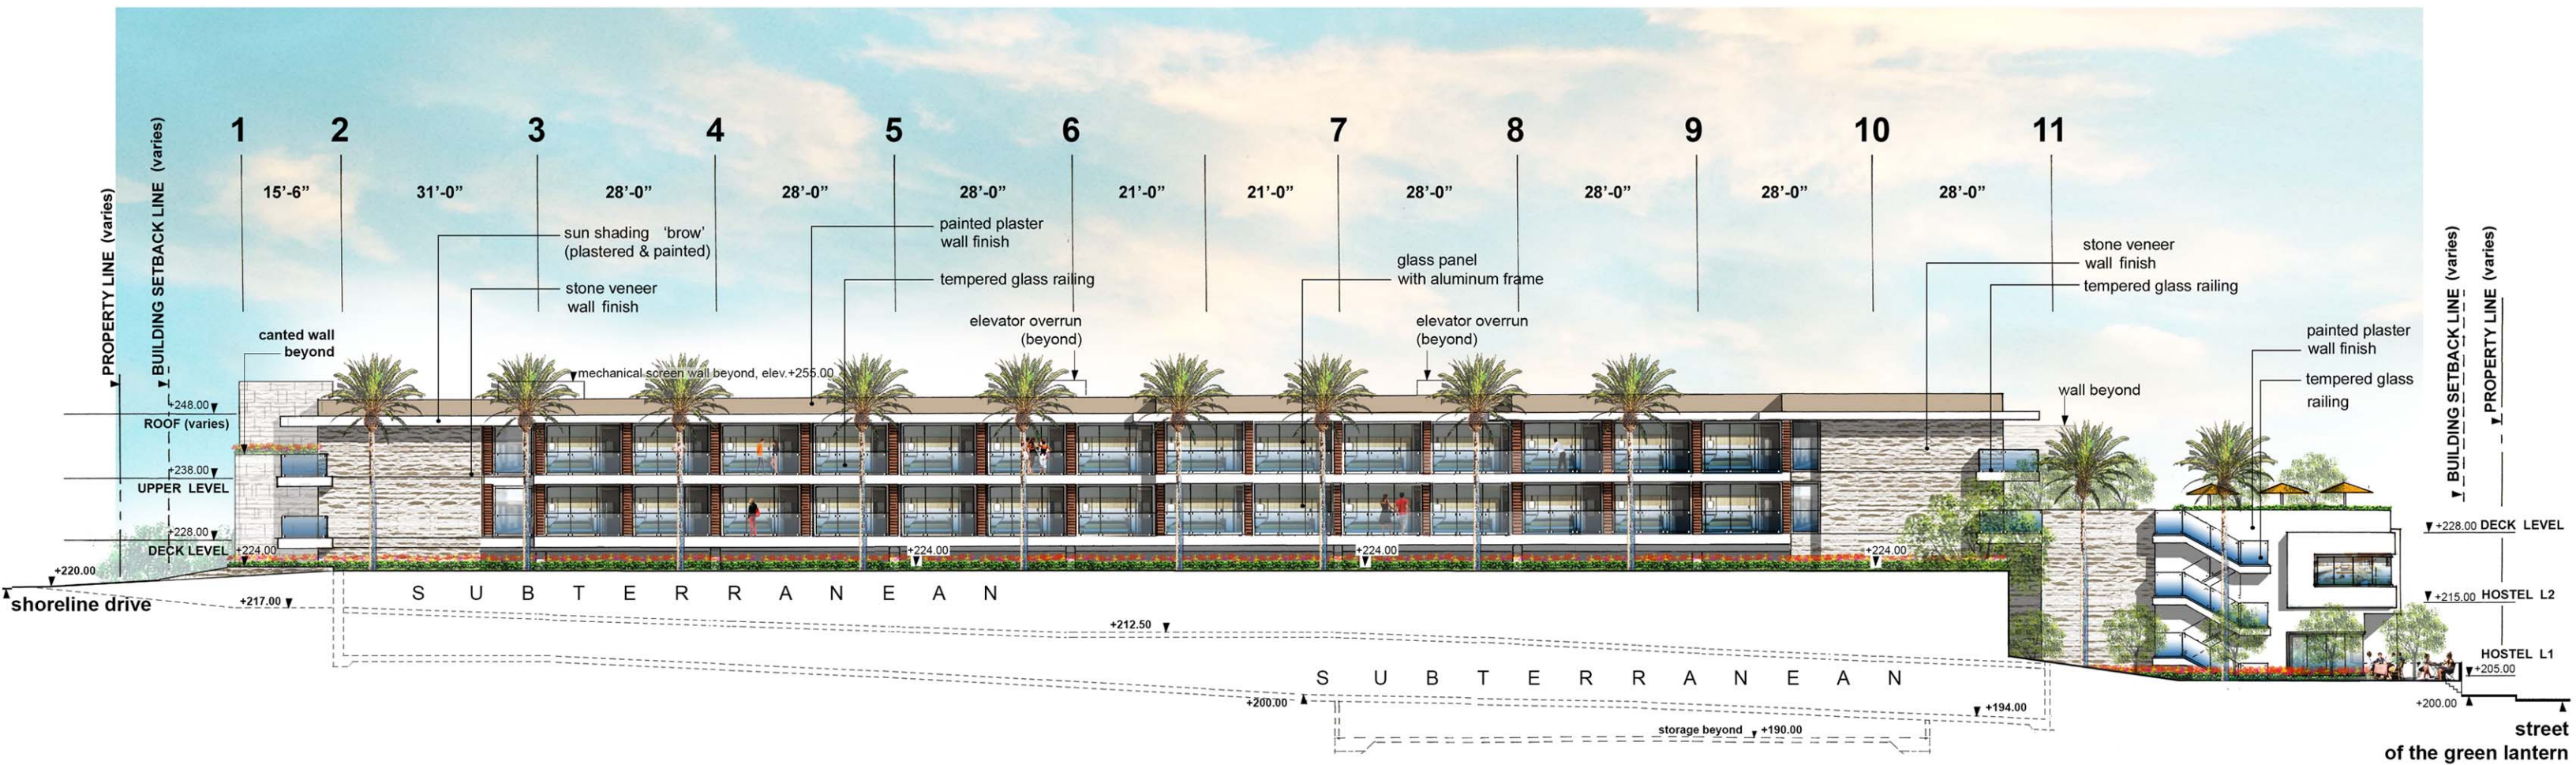 1 2 3 4 5 6 7 8 9 10 11
15'-6” 31'-0” 28'-0” 28'-0” 28'-0” 21'-0” 21'-0” 28'-0” 28'-0” 28'-0” 28'-0”
PROPERTY LINE (varies)
BUILDING SETBACK LINE (varies)
sun shading 'brow'
(plastered & painted)
stone veneer
wall finish
painted plaster
wall finish
tempered glass railing
glass panel
with aluminum frame
elevator overrun
(beyond)
elevator overrun
(beyond)
stone veneer
wall finish
tempered glass railing
wall beyond
painted plaster
wall finish
tempered glass
railing
BUILDING SETBACK LINE (varies)
PROPERTY LINE (varies)
canted wall
beyond
mechanical screen wall beyond, elev.+255.00
+248.00
ROOF (varies)
+238.00
UPPER LEVEL
+228.00
DECK LEVEL
+224.00
+224.00
+224.00
+224.00
+220.00
shoreline drive
+217.00
SUBTERRANEAN
+212.50
SUBTERRANEAN
+200.00
+194.00
storage beyond +190.00
+228.00 DECK LEVEL
+215.00 HOSTEL L2
HOSTEL L1
+205.00
+200.00
street
of the green lantern